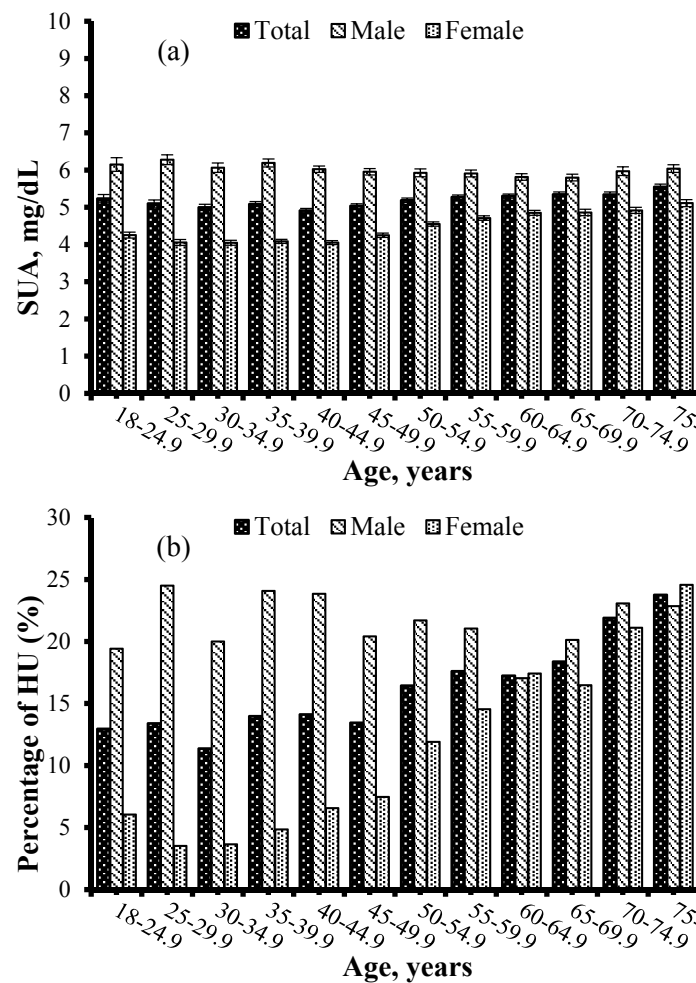 10
9
8
7
6
5
4
3
2
1
0
SUA, mg/dL
(a)
Total Male Female
18-24.9 25-29.9 30-34.9 35-39.9 40-44.9 45-49.9 50-54.9 55-59.9 60-64.9 65-69.9 70-74.9 75-
Age, years
30
25
20
15
10
5
0
Percentage of HU (%)
(b)
Total Male Female
18-24.9 25-29.9 30-34.9 35-39.9 40-44.9 45-49.9 50-54.9 55-59.9 60-64.9 65-69.9 70-74.9 75-
Age, years